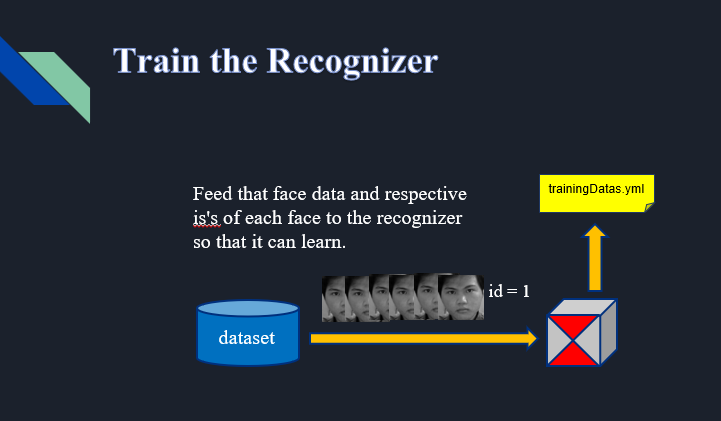 Train the Recognizer
Feed that face data and respective
is's of each face to the recognizer
so that it can learn.
trainingDatas.yml
id = 1
dataset